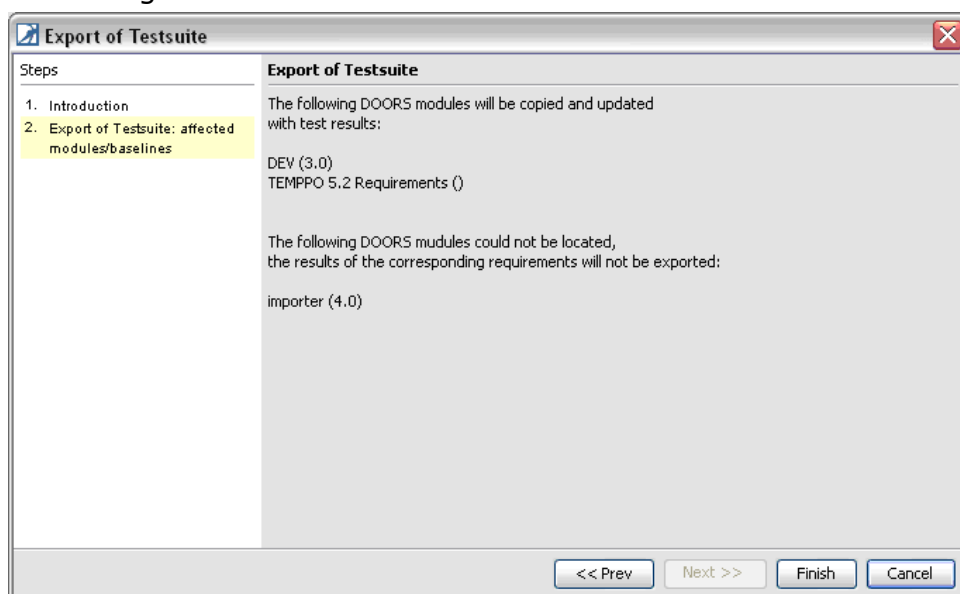 Export of Testsuite
Steps
1. Introduction
2. Export of Testsuite: affected
modules/baselines
Export of Testsuite
The following DOORS modules will be copied and updated
with test results:
DEV (3.0)
TEMPPO 5.2 Requirements ()
The following DOORS mudules could not be located,
the results of the corresponding requirements will not be exported:
importer (4.0)
<< Prev
Next >>
Finish
Cancel